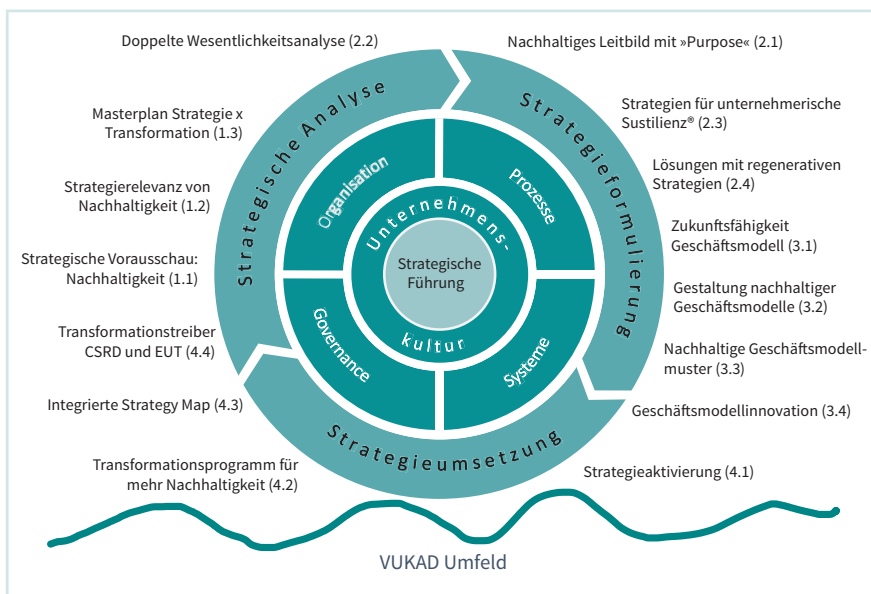 Doppelte Wesentlichkeitsanalyse (2.2)
Nachhaltiges Leitbild mit »Purpose« (2.1)
Masterplan Strategie x
Transformation (1.3)
Strategien für unternehmerische
Sustilienz® (2.3)
Strategierelevanz von
Nachhaltigkeit (1.2)
Lösungen mit regenerativen
Strategien (2.4)
Strategische Vorausschau:
Nachhaltigkeit (1.1)
Zukunftsfähigkeit
Geschäftsmodell (3.1)
Transformationstreiber
CSRD und EUT (4.4)
Gestaltung nachhaltiger
Geschäftsmodelle (3.2)
Integrierte Strategy Map (4.3)
Nachhaltige Geschäftsmodell-
muster (3.3)
Transformationsprogramm für
mehr Nachhaltigkeit (4.2)
Geschäftsmodellinnovation (3.4)
Strategieaktivierung (4.1)
Strategische Analyse
Strategieformulierung
Strategieumsetzung
Organisation
Prozesse
Governance
Systeme
Unternehmens-
kultur
Strategische
Führung
VUKAD Umfeld